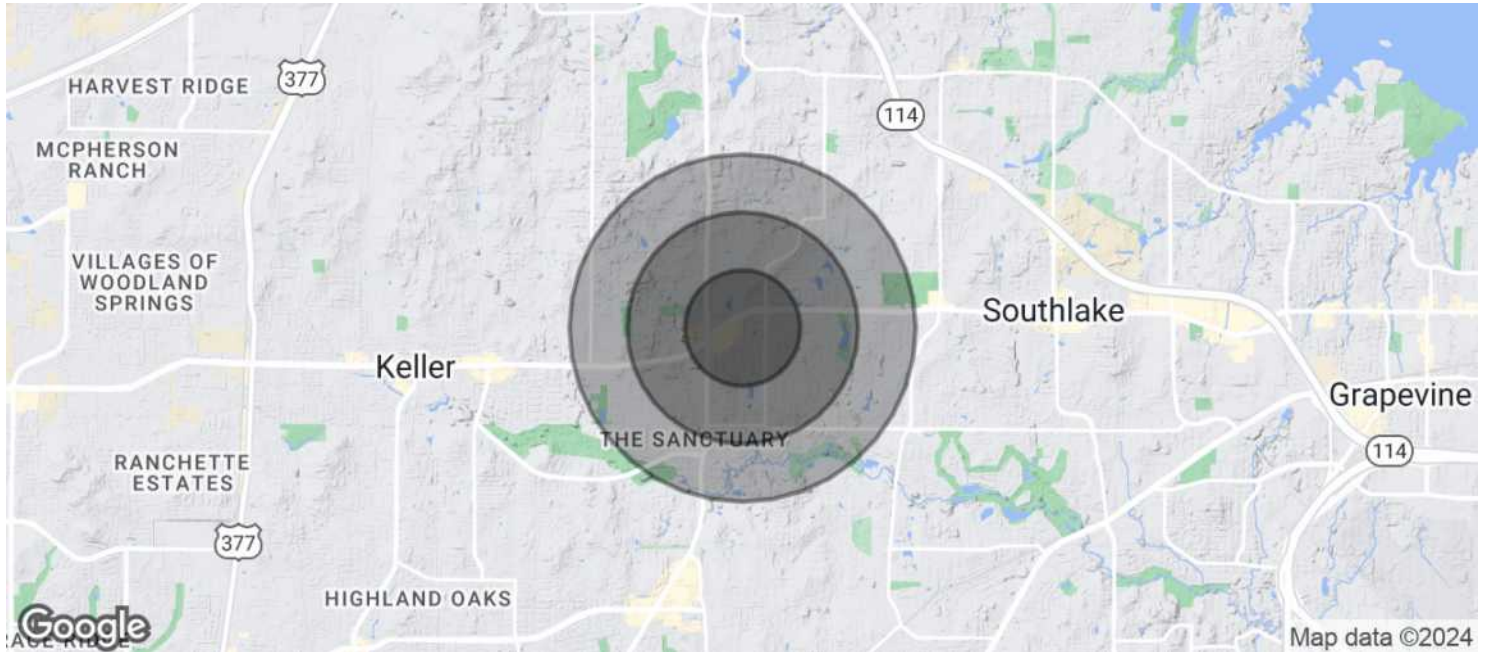 HARVEST RIDGE
377
114
MCPHERSON
RANCH
VILLAGES OF
WOODLAND
SPRINGS
Southlake
Keller
Grapevine
THE SANCTUARY
114
RANCHETTE
ESTATES
377
HIGHLAND OAKS
Google
Map data ©2024